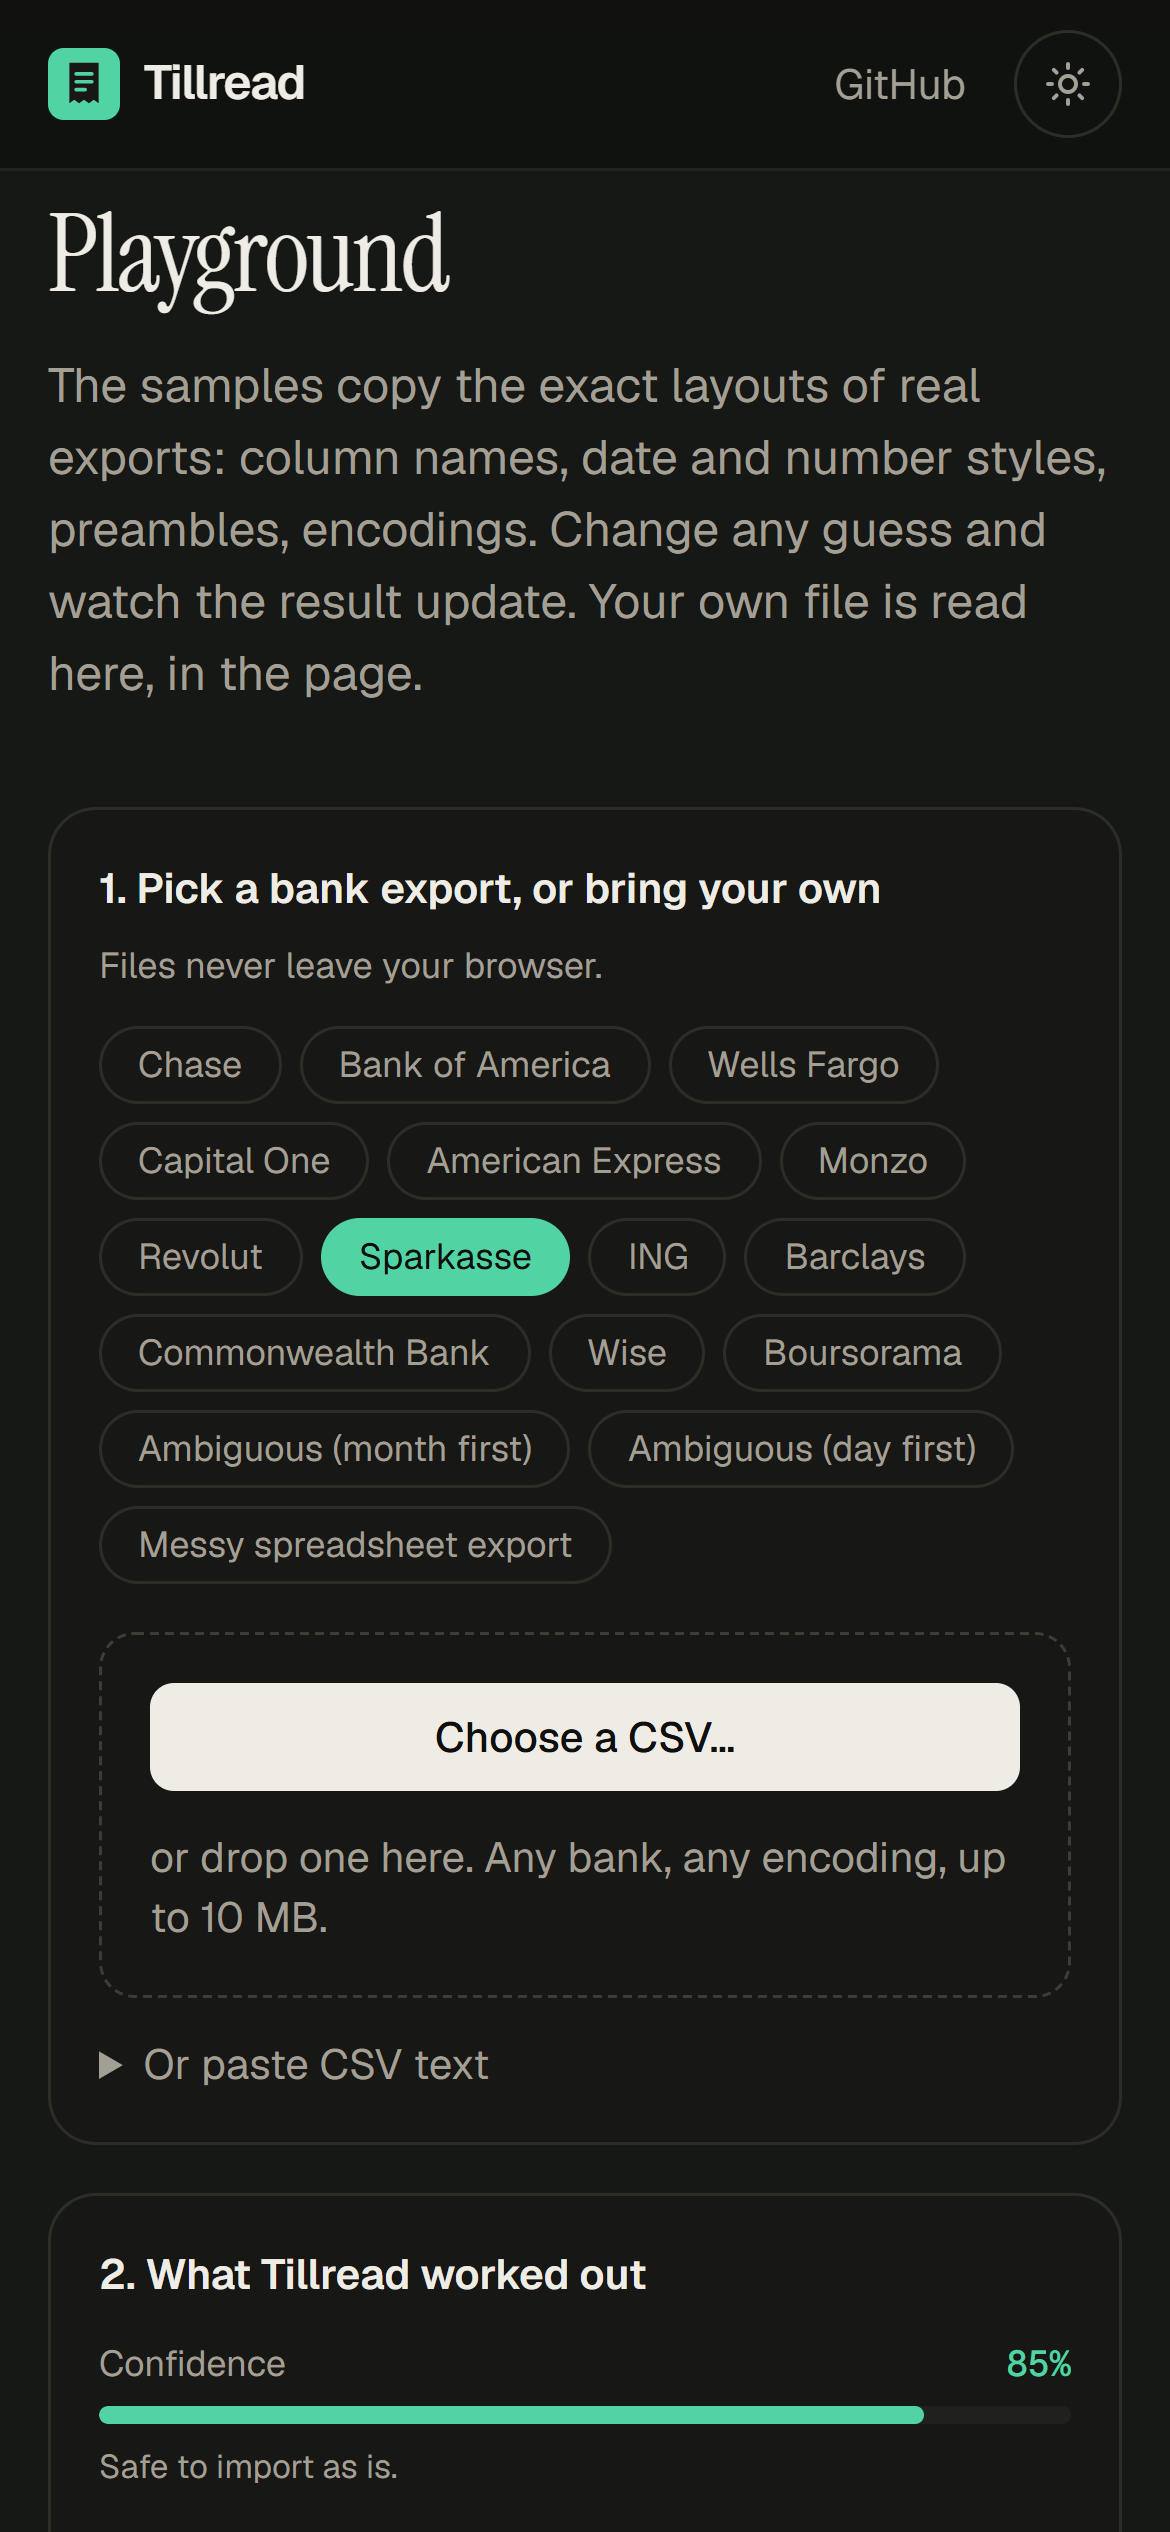 Tillread
GitHub
Playground
The samples copy the exact layouts of real
exports: column names, date and number styles,
preambles, encodings. Change any guess and
watch the result update. Your own file is read
here, in the page.
1. Pick a bank export, or bring your own
Files never leave your browser.
Chase
Bank of America
Wells Fargo
Capital One
American Express
Monzo
Revolut
Sparkasse
ING
Barclays
Commonwealth Bank
Wise
Boursorama
Ambiguous (month first)
Ambiguous (day first)
Messy spreadsheet export
Choose a CSV…
or drop one here. Any bank, any encoding, up
to 10 MB.
Or paste CSV text
2. What Tillread worked out
Confidence
85%
Safe to import as is.